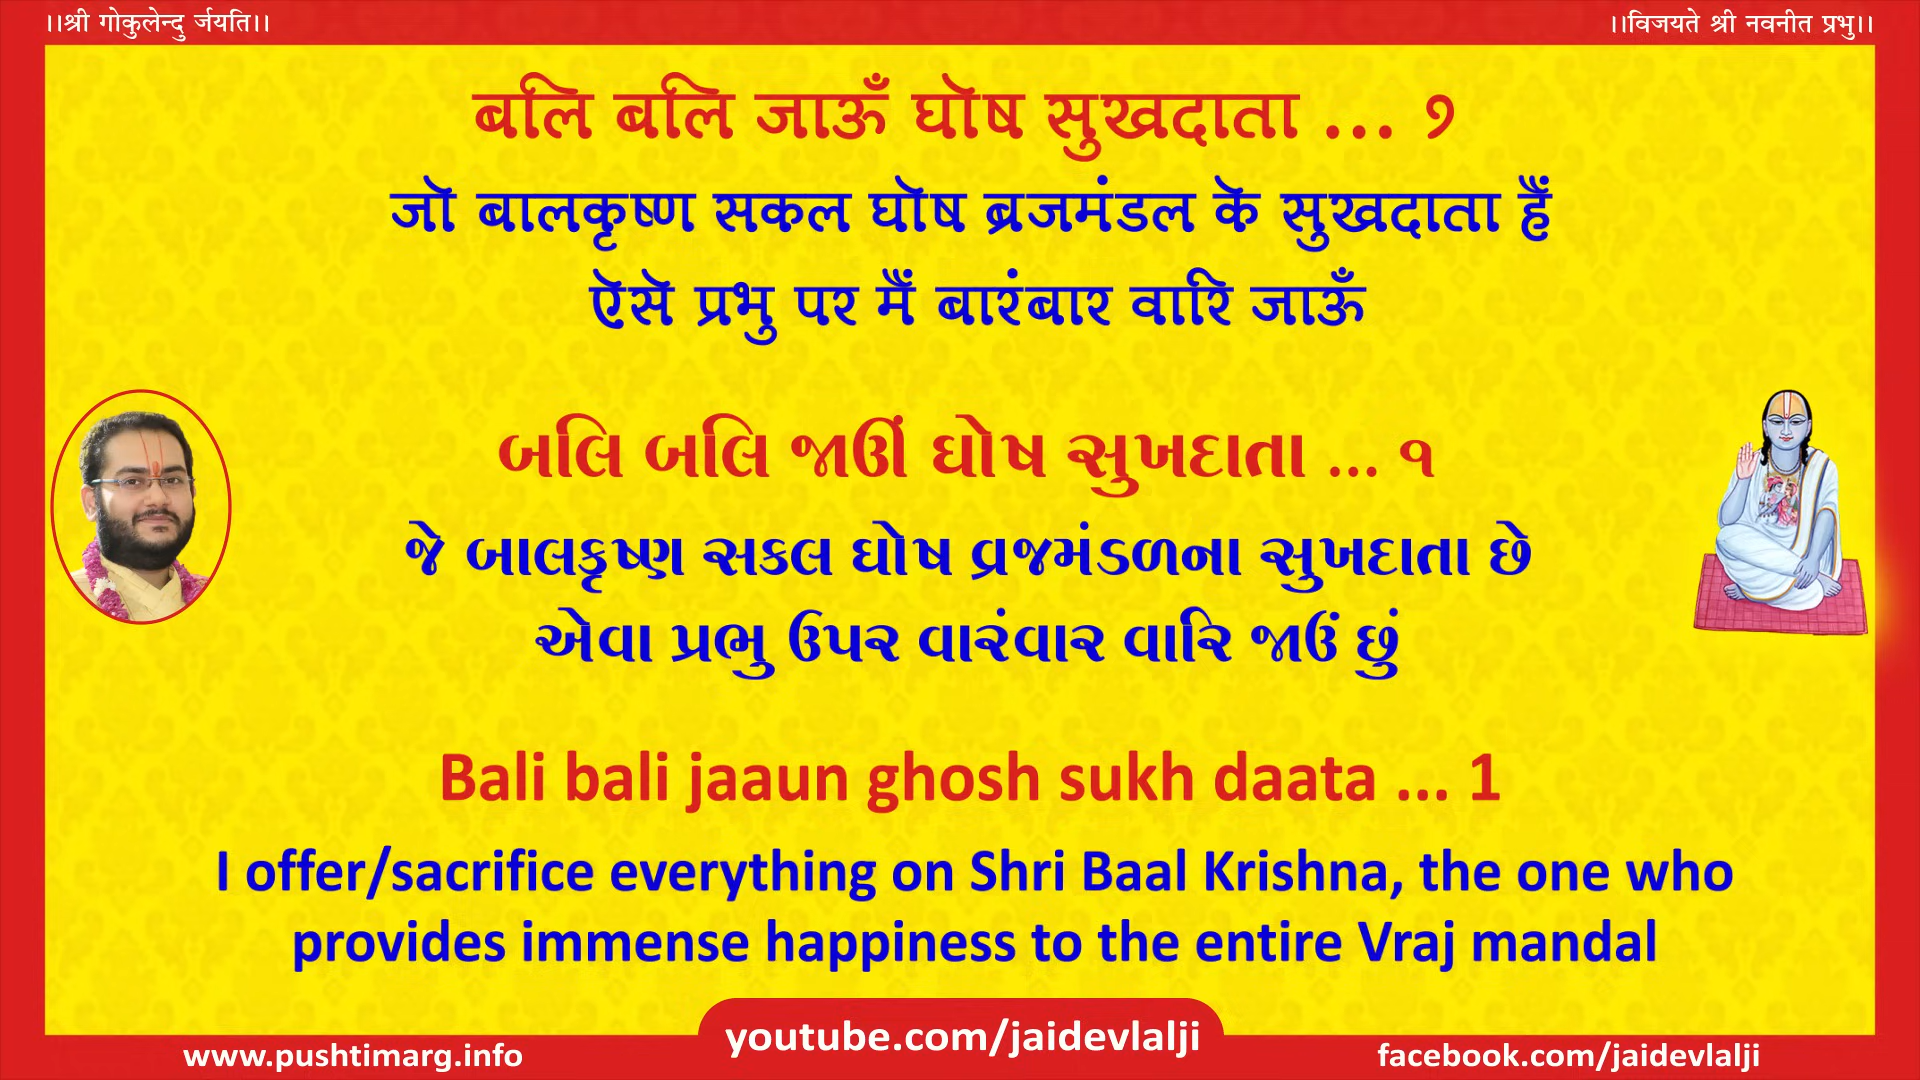 ।।श्री गोकुलेन्दु र्जयति।।
।।विजयते श्री नवनीत प्रभु।।
बलि बलि जाऊँ घोष सुखदाता ... १
जो बालकृष्ण सकल घोष ब्रजमंडल के सुखदाता हैं
ऐसे प्रभु पर मैं बारंबार वारि जाऊँ
બલિ બલિ જાઊં ઘોષ સુખદાતા ... ૧
જે બાલકૃષ્ણ સકલ ઘોષ વ્રજમંડળના સુખદાતા છે
એવા પ્રભુ ઉપર વારંવાર વારિ જાઉં છું
Bali bali jaaun ghosh sukh daata ... 1
I offer/sacrifice everything on Shri Baal Krishna, the one who
provides immense happiness to the entire Vraj mandal
www.pushtimarg.info
youtube.com/jaidevlalji
facebook.com/jaidevlalji